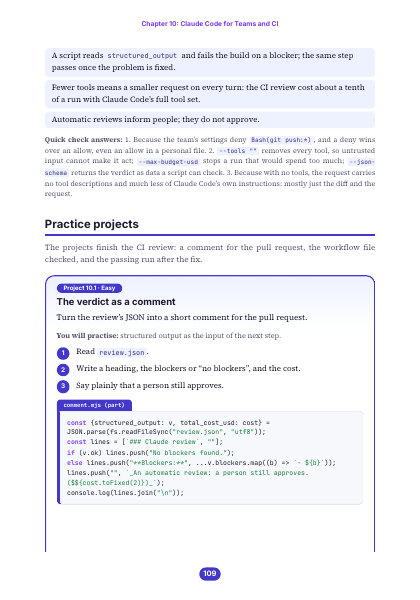 Chapter 10: Claude Code for Teams and CI
A script reads structured_output and fails the build on a blocker; the same step
passes once the problem is fixed.
Fewer tools means a smaller request on every turn: the CI review cost about a tenth
of a run with Claude Code's full tool set.
Automatic reviews inform people; they do not approve.
Quick check answers: 1. Because the team's settings deny Bash(git push:*), and a deny wins
over an allow, even an allow in a personal file. 2. --tools "" removes every tool, so untrusted
input cannot make it act; --max-budget-usd stops a run that would spend too much; --json-
schema returns the verdict as data a script can check. 3. Because with no tools, the request carries
no tool descriptions and much less of Claude Code's own instructions: mostly just the diff and the
request.
Practice projects
The projects finish the CI review: a comment for the pull request, the workflow file
checked, and the passing run after the fix.
Project 10.1 · Easy
The verdict as a comment
Turn the review's JSON into a short comment for the pull request.
You will practise: structured output as the input of the next step.
1 Read review.json.
2 Write a heading, the blockers or "no blockers", and the cost.
3 Say plainly that a person still approves.
comment.mjs (part)
const {structured_output: v, total_cost_usd: cost} =
JSON.parse(fs.readFileSync("review.json", "utf8"));
const lines = [`### Claude review`, ""];
if (v.ok) lines.push("No blockers found.");
else lines.push("**Blockers:**", ...v.blockers.map((b) => `- ${b}`));
lines.push("", `_An automatic review: a person still approves.
($${cost.toFixed(2)})_`);
console.log(lines.join("\n"));
109